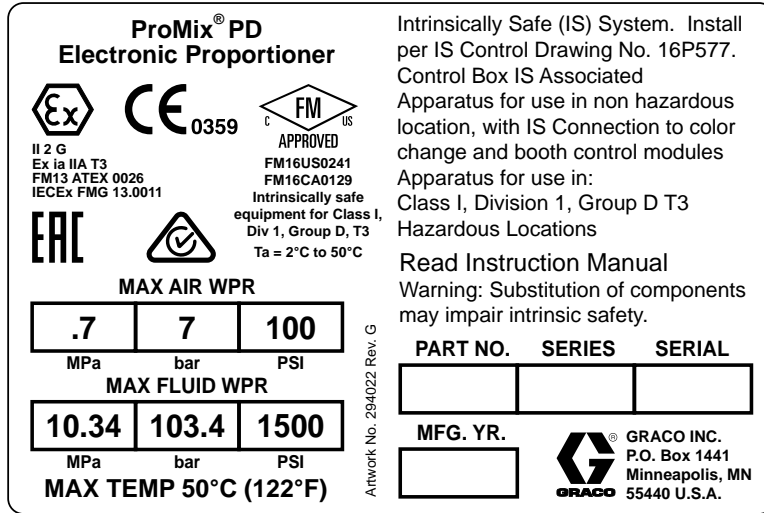 ProMix® PD
Electronic Proportioner
Ex
CE 0359
FM
C US
APPROVED
II 2 G
Ex ia IIA T3
FM13 ATEX 0026
IECEx FMG 13.0011
FM16US0241
FM16CA0129
Intrinsically safe
equipment for Class I,
Div 1, Group D, T3
Ta = 2°C to 50°C
EAC
MAX AIR WPR
.7 7 100
MPa bar PSI
MAX FLUID WPR
10.34 103.4 1500
MPa bar PSI
MAX TEMP 50°C (122°F)
Artwork No. 294022 Rev. G
Intrinsically Safe (IS) System. Install
per IS Control Drawing No. 16P577.
Control Box IS Associated
Apparatus for use in non hazardous
location, with IS Connection to color
change and booth control modules
Apparatus for use in:
Class I, Division 1, Group D T3
Hazardous Locations
Read Instruction Manual
Warning: Substitution of components
may impair intrinsic safety.
PART NO. SERIES SERIAL
MFG. YR.
GRACO ®
GRACO INC.
P.O. Box 1441
Minneapolis, MN
55440 U.S.A.